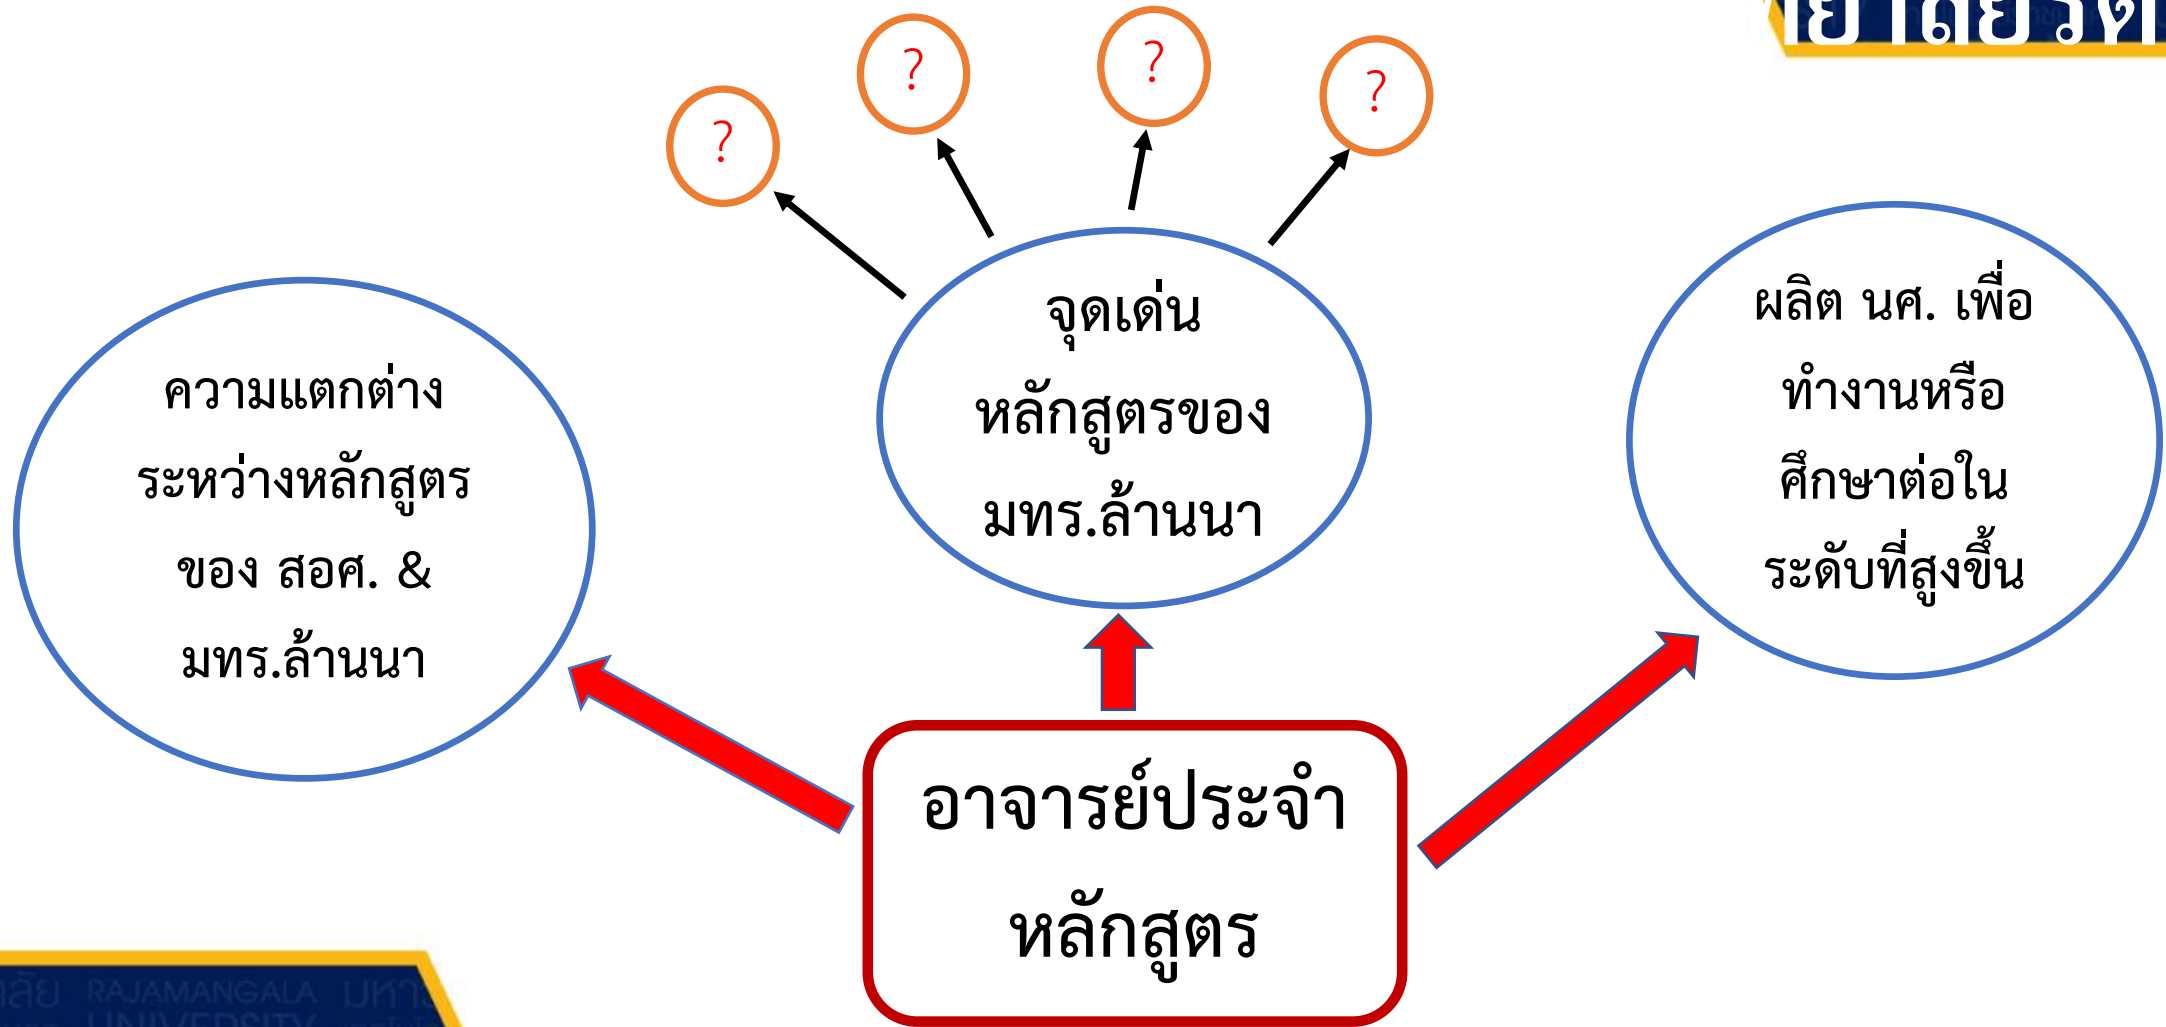 ?
?
?
?
จุดเด่น
หลักสูตรของ
มทร.ล้านนา
ความแตกต่าง
ระหว่างหลักสูตร
ของ สอศ. &
มทร.ล้านนา
ผลิต นศ. เพื่อ
ทำงานหรือ
ศึกษาต่อใน
ระดับที่สูงขึ้น
อาจารย์ประจำ
หลักสูตร
RAJAMANGALA
UNIVERSITY